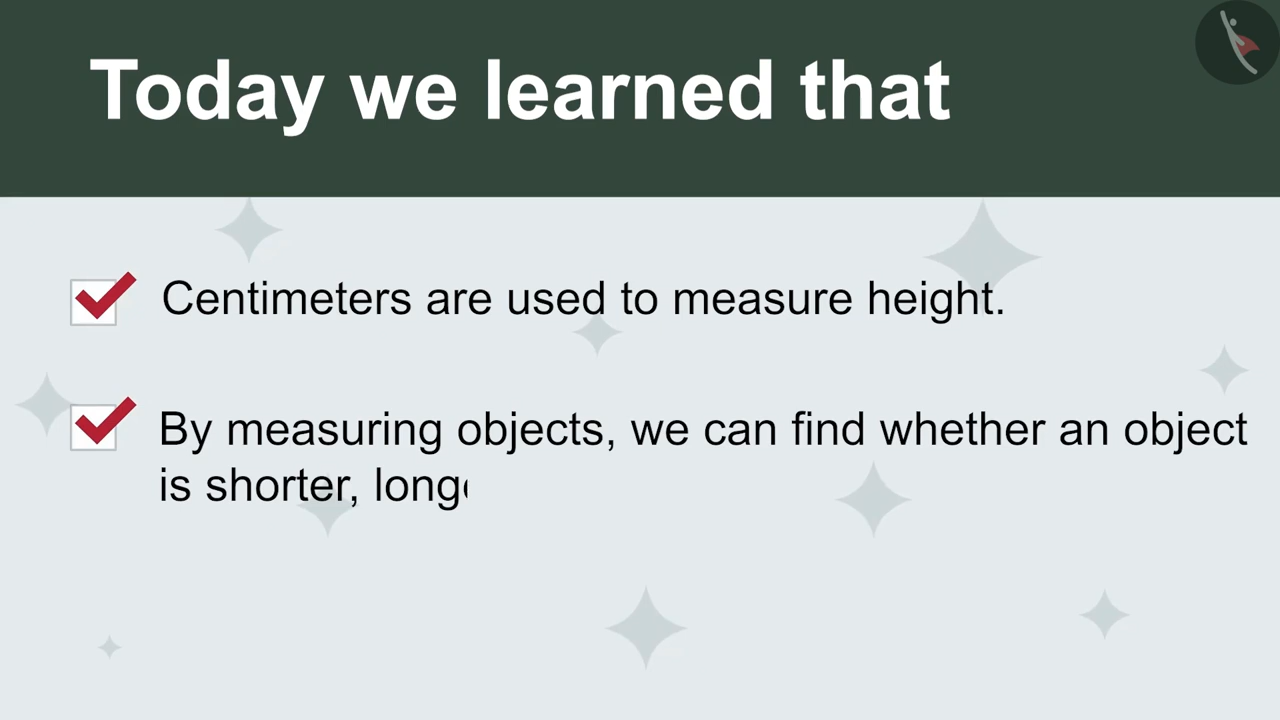 Today we learned that
Centimeters are used to measure height.
By measuring objects, we can find whether an object
is shorter,